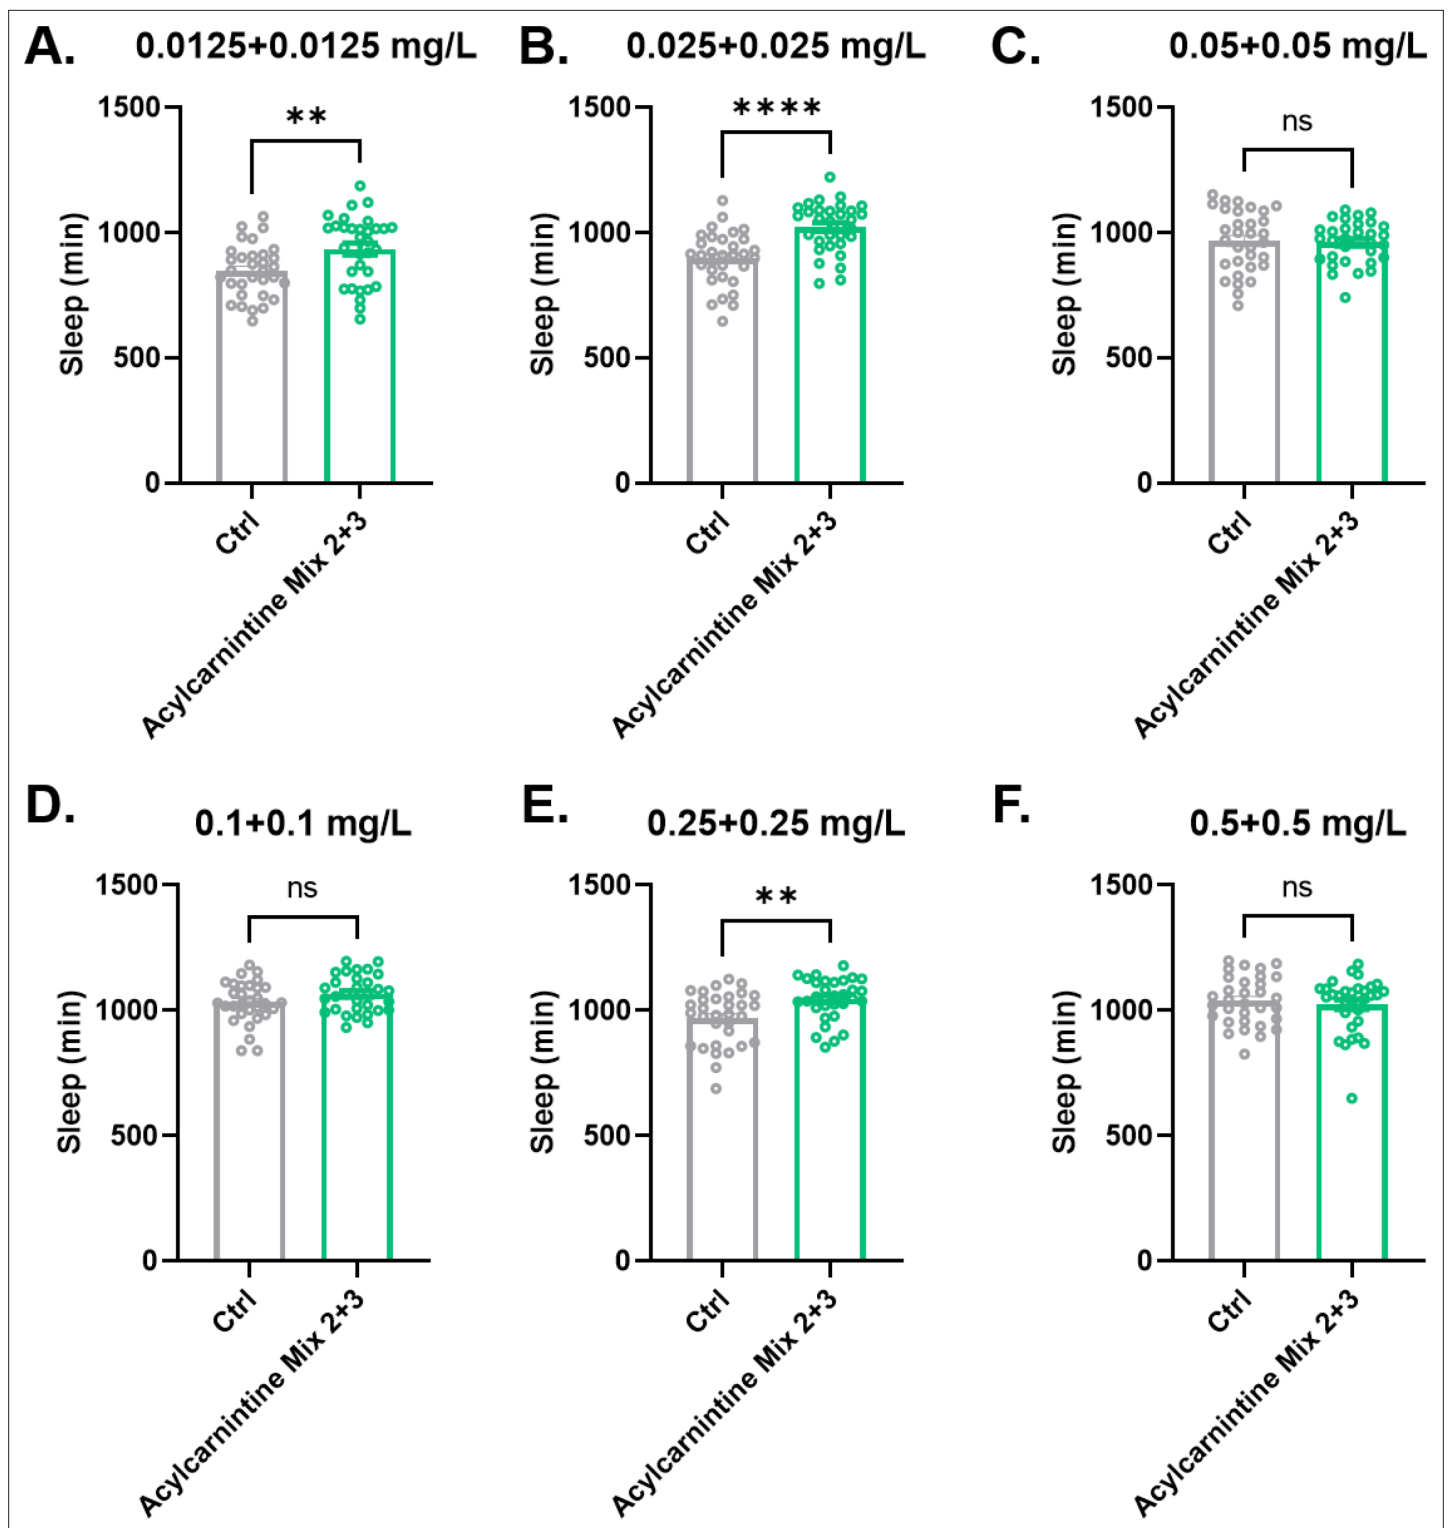 A. 0.0125+0.0125 mg/L
**
1500
1000
500
0
Sleep (min)
Ctrl
Acylcarnintine Mix 2+3
B. 0.025+0.025 mg/L
****
1500
1000
500
0
Sleep (min)
Ctrl
Acylcarnintine Mix 2+3
C. 0.05+0.05 mg/L
ns
1500
1000
500
0
Sleep (min)
Ctrl
Acylcarnintine Mix 2+3
D. 0.1+0.1 mg/L
ns
1500
1000
500
0
Sleep (min)
Ctrl
Acylcarnintine Mix 2+3
E. 0.25+0.25 mg/L
**
1500
1000
500
0
Sleep (min)
Ctrl
Acylcarnintine Mix 2+3
F. 0.5+0.5 mg/L
ns
1500
1000
500
0
Sleep (min)
Ctrl
Acylcarnintine Mix 2+3